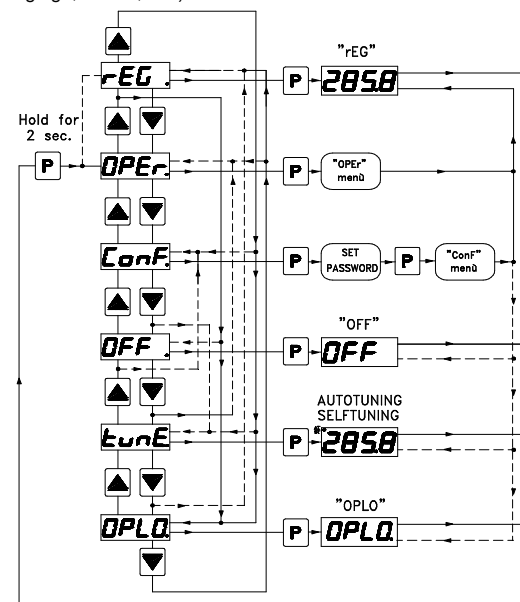 "rEG"
rEG.
P
285.8
Hold for
2 sec.
P
OPEr.
P
"OPEr"
menù
ConF.
P
SET
PASSWORD
P
"ConF"
menù
"OFF"
OFF .
P
OFF
AUTOTUNING
SELFTUNING
tunE
P
285.8
"OPLO"
OPLO.
P
OPLO.